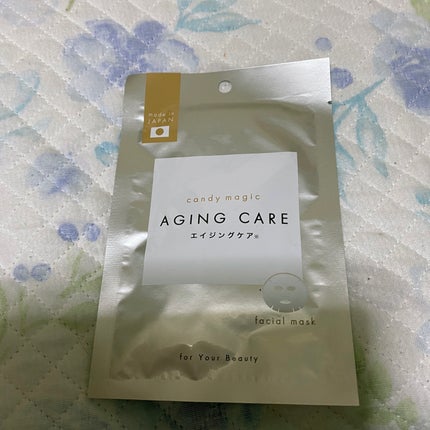 made in
JAPAN
candy magic
AGING CARE
エイジングケア※
facial mask
for Your Beauty